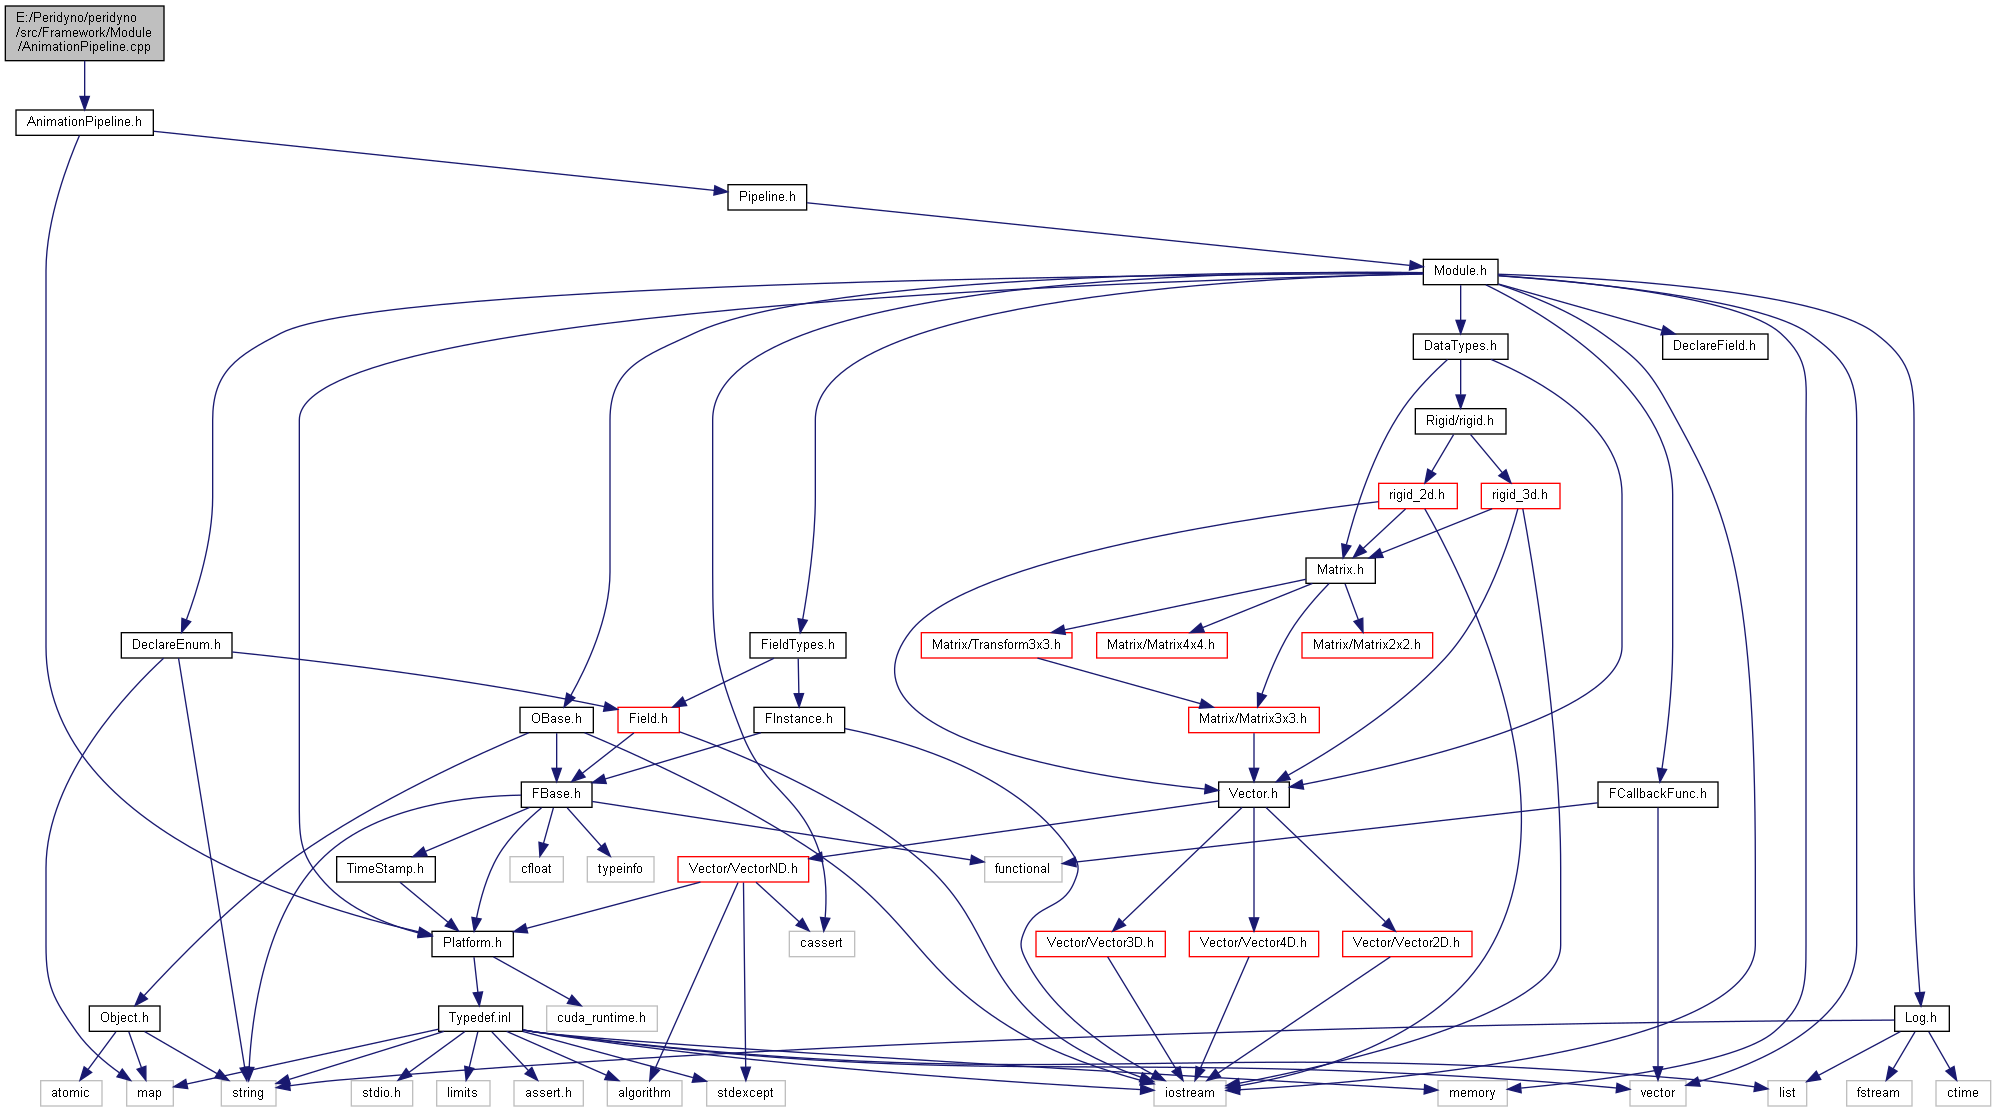 E:/Peridyno/peridyno
/src/Framework/Module
/AnimationPipeline.cpp
AnimationPipeline.h
Pipeline.h
Module.h
DataTypes.h
DeclareField.h
Rigid/rigid.h
rigid_2d.h
rigid_3d.h
Matrix.h
DeclareEnum.h
FieldTypes.h
Matrix/Transform3x3.h
Matrix/Matrix4x4.h
Matrix/Matrix2x2.h
OBase.h
Field.h
FInstance.h
Matrix/Matrix3x3.h
FBase.h
Vector.h
FCallbackFunc.h
TimeStamp.h
cfloat
typeinfo
Vector/VectorND.h
functional
Platform.h
cassert
Vector/Vector3D.h
Vector/Vector4D.h
Vector/Vector2D.h
Object.h
Typedef.inl
cuda_runtime.h
Log.h
atomic
map
string
stdio.h
limits
assert.h
algorithm
stdexcept
iostream
memory
vector
list
fstream
ctime